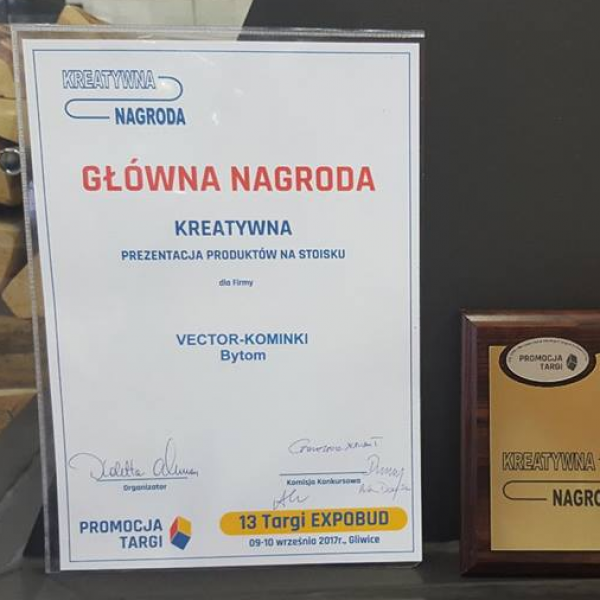 KREATYWNA
NAGRODA
GŁÓWNA NAGRODA
KREATYWNA
PREZENTACJA PRODUKTÓW NA STOISKU
dla Firmy
VECTOR-KOMINKI
Bytom
Organizator
Komisja Konkursowa
PROMOCJA
TARGI
13 Targi EXPOBUD
09-10 września 2017r., Gliwice
PROMOCJA
TARGI
KREATYWNA
NAGRO